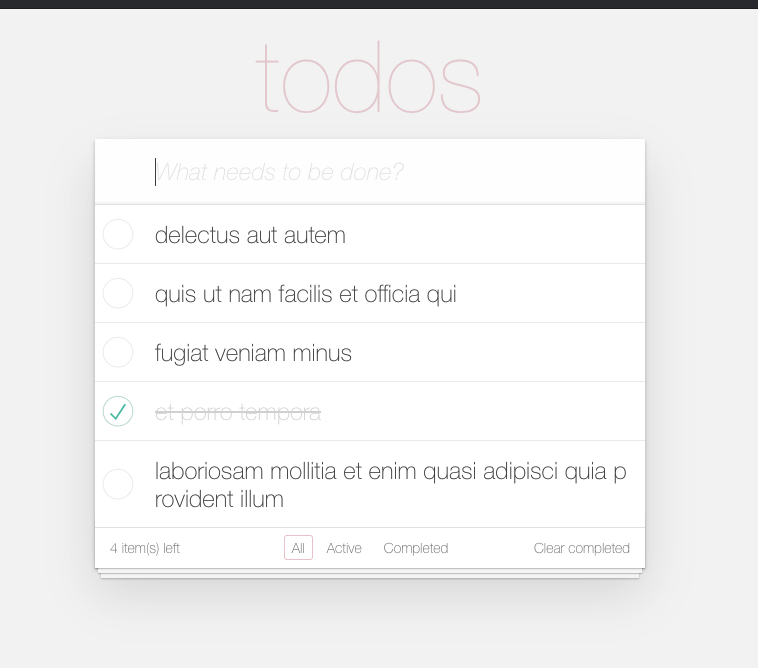 todos
What needs to be done?
delectus aut autem
quis ut nam facilis et officia qui
fugiat veniam minus
et porro tempora
laboriosam mollitia et enim quasi adipisci quia p
rovident illum
4 item(s) left All Active Completed Clear completed